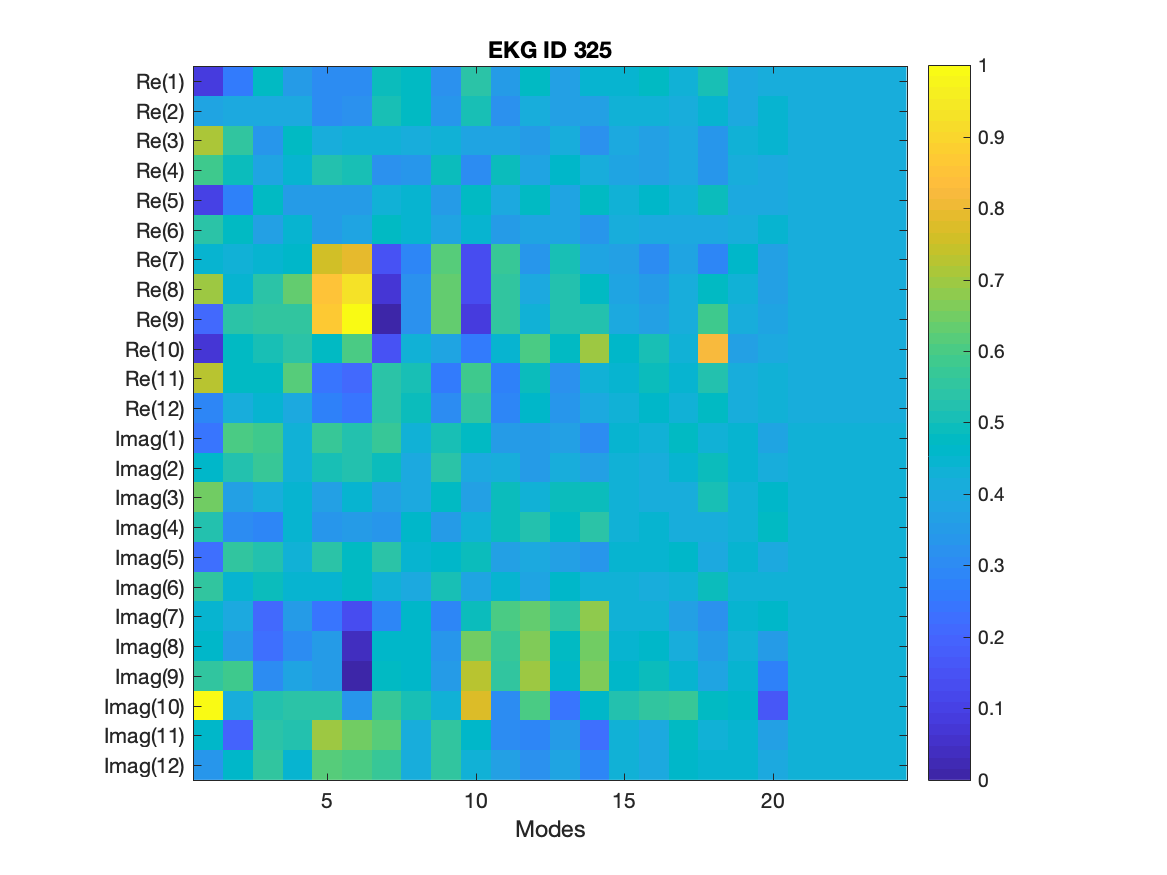 EKG ID 325
Re(1)
Re(2)
Re(3)
Re(4)
Re(5)
Re(6)
Re(7)
Re(8)
Re(9)
Re(10)
Re(11)
Re(12)
Imag(1)
Imag(2)
Imag(3)
Imag(4)
Imag(5)
Imag(6)
Imag(7)
Imag(8)
Imag(9)
Imag(10)
Imag(11)
Imag(12)
5 10 15 20
Modes
1
0.9
0.8
0.7
0.6
0.5
0.4
0.3
0.2
0.1
0